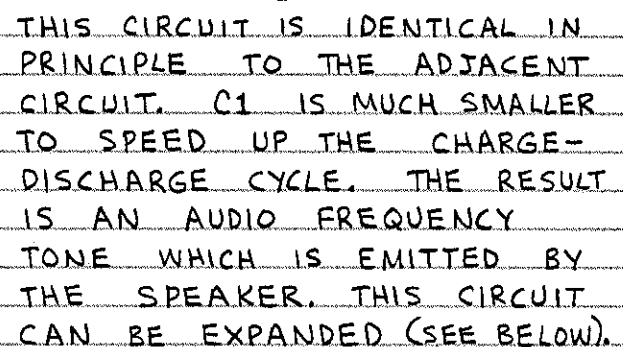 THIS CIRCUIT IS IDENTICAL IN
PRINCIPLE TO THE ADJACENT
CIRCUIT. C1 IS MUCH SMALLER
TO SPEED UP THE CHARGE-
DISCHARGE CYCLE. THE RESULT
IS AN AUDIO FREQUENCY
TONE WHICH IS EMITTED BY
THE SPEAKER. THIS CIRCUIT
CAN BE EXPANDED (SEE BELOW).